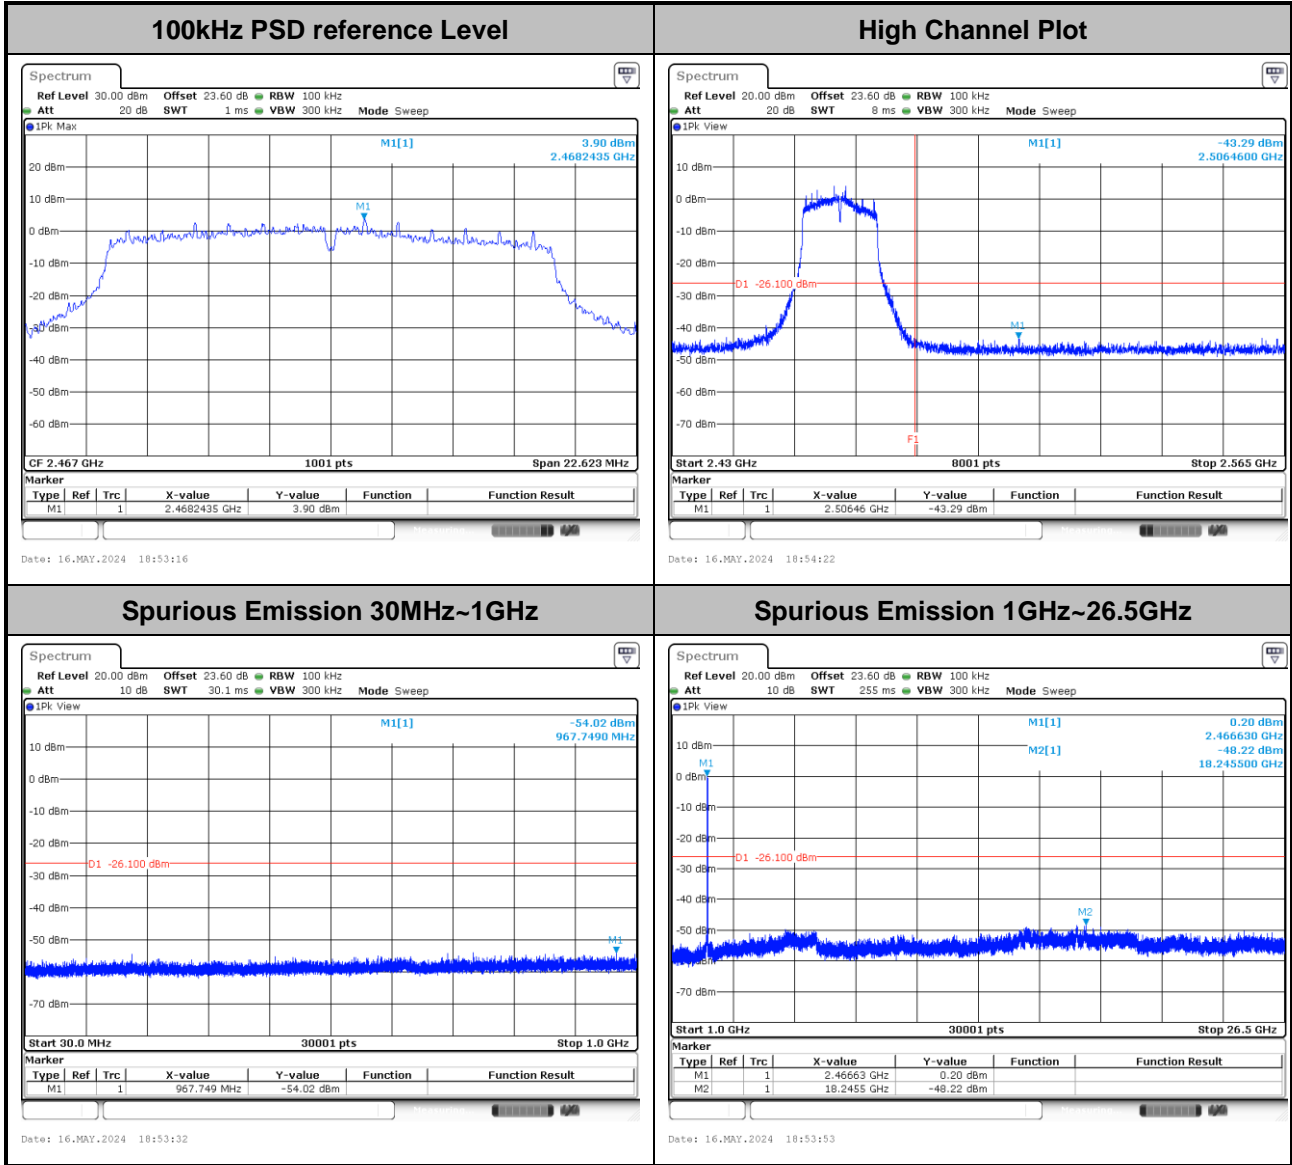 100kHz PSD reference Level
High Channel Plot
Spectrum
Ref Level 30.00 dBm Offset 23.60 dB RBW 100 kHz
Att 20 dB SWT 1 ms VBW 300 kHz Mode Sweep
1Pk Max
M1[1] 3.90 dBm
2.4682435 GHz
20 dBm
10 dBm
M1
0 dBm
-10 dBm
-20 dBm
-30 dBm
-40 dBm
-50 dBm
-60 dBm
CF 2.467 GHz 1001 pts Span 22.623 MHz
Marker
Type Ref Trc X-value Y-value Function Function Result
M1 1 2.4682435 GHz 3.90 dBm
Date: 16.MAY.2024 18:53:16
Spectrum
Ref Level 20.00 dBm Offset 23.60 dB RBW 100 kHz
Att 20 dB SWT 8 ms VBW 300 kHz Mode Sweep
1Pk View
M1[1] -43.29 dBm
2.5064600 GHz
10 dBm
0 dBm
-10 dBm
-20 dBm
D1 -26.100 dBm
-30 dBm
-40 dBm
M1
-50 dBm
-60 dBm
-70 dBm
F1
Start 2.43 GHz 8001 pts Stop 2.565 GHz
Marker
Type Ref Trc X-value Y-value Function Function Result
M1 1 2.50646 GHz -43.29 dBm
Date: 16.MAY.2024 18:54:22
Spurious Emission 30MHz~1GHz
Spurious Emission 1GHz~26.5GHz
Spectrum
Ref Level 20.00 dBm Offset 23.60 dB RBW 100 kHz
Att 10 dB SWT 30.1 ms VBW 300 kHz Mode Sweep
1Pk View
M1[1] -54.02 dBm
967.7490 MHz
10 dBm
0 dBm
-10 dBm
-20 dBm
D1 -26.100 dBm
-30 dBm
-40 dBm
-50 dBm
M1
-70 dBm
Start 30.0 MHz 30001 pts Stop 1.0 GHz
Marker
Type Ref Trc X-value Y-value Function Function Result
M1 1 967.749 MHz -54.02 dBm
Date: 16.MAY.2024 18:53:32
Spectrum
Ref Level 20.00 dBm Offset 23.60 dB RBW 100 kHz
Att 10 dB SWT 255 ms VBW 300 kHz Mode Sweep
1Pk View
M1[1] 0.20 dBm
2.466630 GHz
M2[1] -48.22 dBm
18.245500 GHz
10 dBm
M1
0 dBm
-10 dBm
-20 dBm
D1 -26.100 dBm
-30 dBm
-40 dBm
M2
-50 dBm
-70 dBm
Start 1.0 GHz 30001 pts Stop 26.5 GHz
Marker
Type Ref Trc X-value Y-value Function Function Result
M1 1 2.46663 GHz 0.20 dBm
M2 1 18.2455 GHz -48.22 dBm
Date: 16.MAY.2024 18:53:53